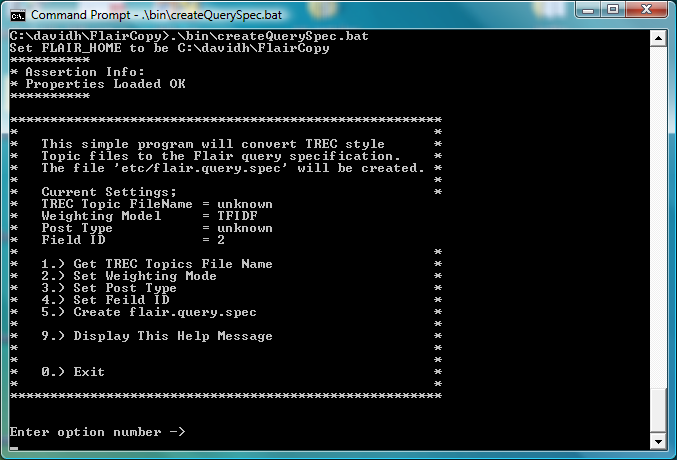 Command Prompt - .\bin\createQuerySpec.bat
C:\davidh\FlairCopy>.\bin\createQuerySpec.bat
Set FLAIR_HOME to be C:\davidh\FlairCopy
**********
* Assertion Info:
* Properties Loaded OK
**********
******************************************************
*                                                    *
*   This simple program will convert TREC style      *
*   Topic files to the Flair query specification.    *
*   The file 'etc/flair.query.spec' will be created. *
*                                                    *
*   Current Settings;                                *
*   TREC Topic FileName = unknown
*   Weighting Model     = TFIDF
*   Post Type           = unknown
*   Field ID            = 2
*                                                    *
*   1.) Get TREC Topics File Name                    *
*   2.) Set Weighting Mode                           *
*   3.) Set Post Type                                *
*   4.) Set Feild ID                                 *
*   5.) Create flair.query.spec                      *
*                                                    *
*   9.) Display This Help Message                    *
*                                                    *
*                                                    *
*   0.) Exit                                         *
*                                                    *
******************************************************
Enter option number ->